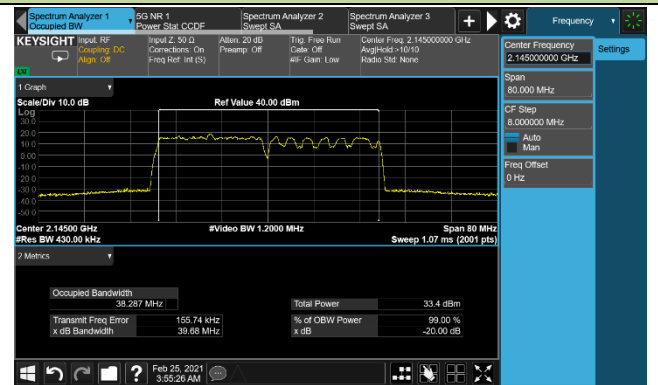 Spectrum Analyzer 1
Occupied BW
5G NR 1
Power Stat CCDF
Spectrum Analyzer 2
Swept SA
Spectrum Analyzer 3
Swept SA
+
Frequency
KEYSIGHT
Input: RF
Coupling: DC
Align: Off
Input Z: 50 Ω
Corrections: On
Freq Ref: Int (S)
Atten: 20 dB
Preamp: Off
Trig: Free Run
Gate: Off
#IF Gain: Low
Center Freq: 2.145000000 GHz
Avg|Hold:>10/10
Radio Std: None
Center Frequency
2.145000000 GHz
Settings
Span
80.000 MHz
CF Step
8.000000 MHz
Auto
Man
Freq Offset
0 Hz
1 Graph
Scale/Div 10.0 dB
Ref Value 40.00 dBm
Log
30.0
20.0
10.0
0.00
-10.0
-20.0
-30.0
-40.0
-50.0
Center 2.14500 GHz
#Video BW 1.2000 MHz
Span 80 MHz
#Res BW 430.00 kHz
Sweep 1.07 ms (2001 pts)
2 Metrics
Occupied Bandwidth
38.287 MHz
Total Power
33.4 dBm
Transmit Freq Error
155.74 kHz
% of OBW Power
99.00 %
x dB Bandwidth
39.68 MHz
x dB
-20.00 dB
?
Feb 25, 2021
3:55:26 AM